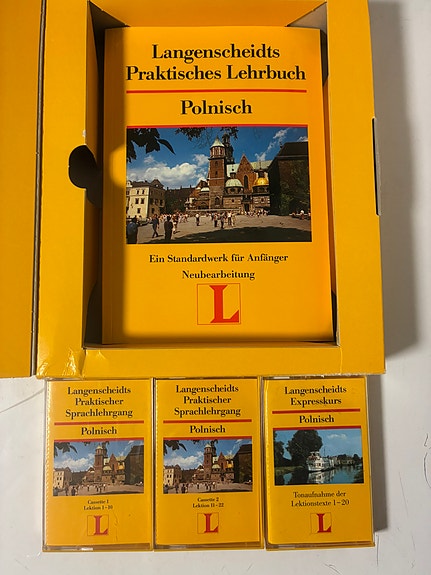 Langenscheidts
Praktisches Lehrbuch
Polnisch
Ein Standardwerk für Anfänger
Neubearbeitung
L
Langenscheidts
Praktischer
Sprachlehrgang
Polnisch
Cassette 1
Lektion 1-10
L
Langenscheidts
Praktischer
Sprachlehrgang
Polnisch
Cassette 2
Lektion 11-22
L
Langenscheidts
Expresskurs
Polnisch
Tonaufnahme der
Lektionstexte 1-20
L